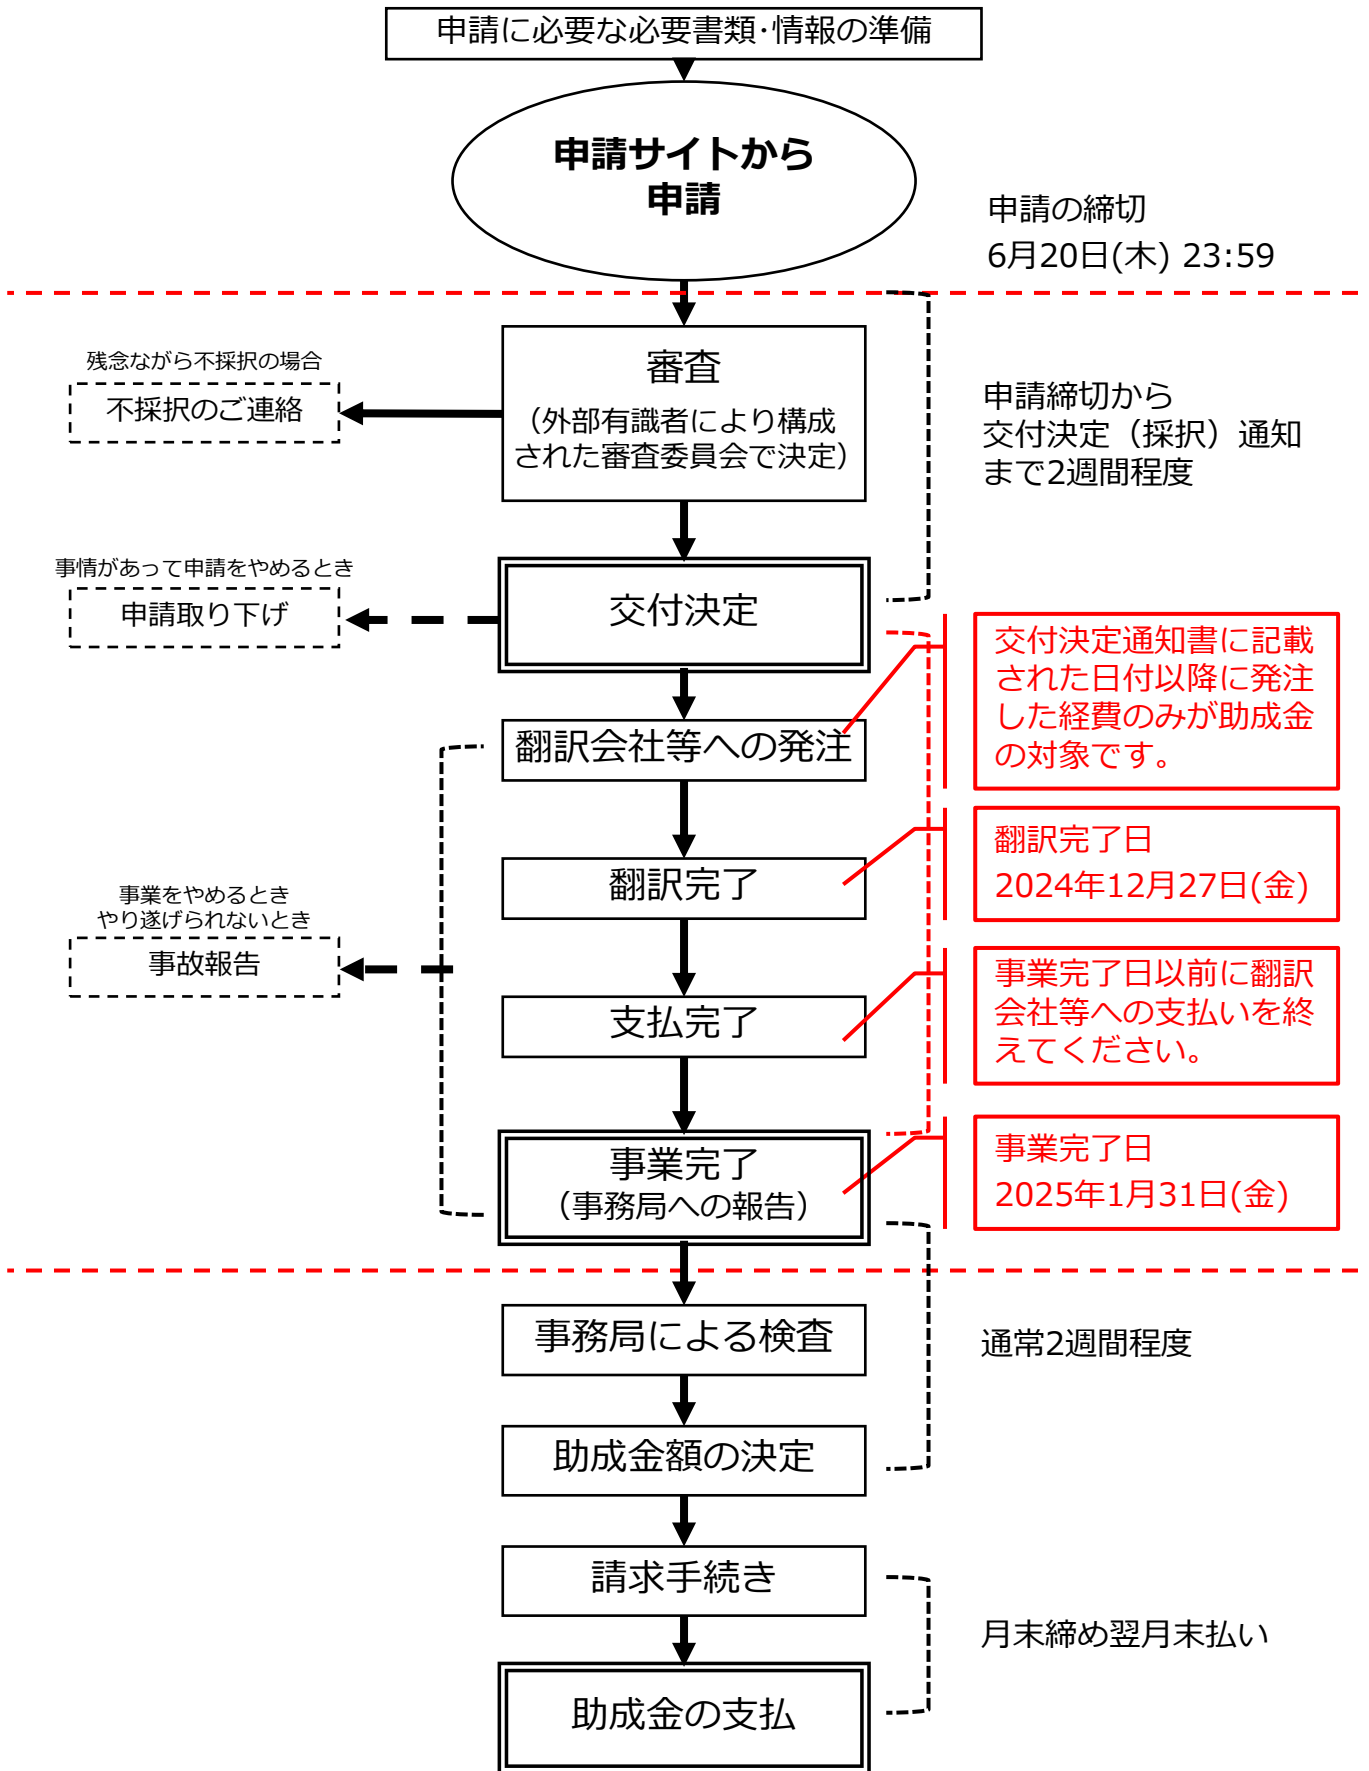 申請に必要な必要書類･情報の準備
申請サイトから
申請
申請の締切
6月20日(木) 23:59
審査
（外部有識者により構成
された審査委員会で決定）
残念ながら不採択の場合
不採択のご連絡
申請締切から
交付決定（採択）通知
まで2週間程度
交付決定
事情があって申請をやめるとき
申請取り下げ
交付決定通知書に記載
された日付以降に発注
した経費のみが助成金
の対象です。
翻訳会社等への発注
翻訳完了
翻訳完了日
2024年12月27日(金)
事業をやめるとき
やり遂げられないとき
事故報告
支払完了
事業完了日以前に翻訳
会社等への支払いを終
えてください。
事業完了
（事務局への報告）
事業完了日
2025年1月31日(金)
事務局による検査
通常2週間程度
助成金額の決定
請求手続き
月末締め翌月末払い
助成金の支払